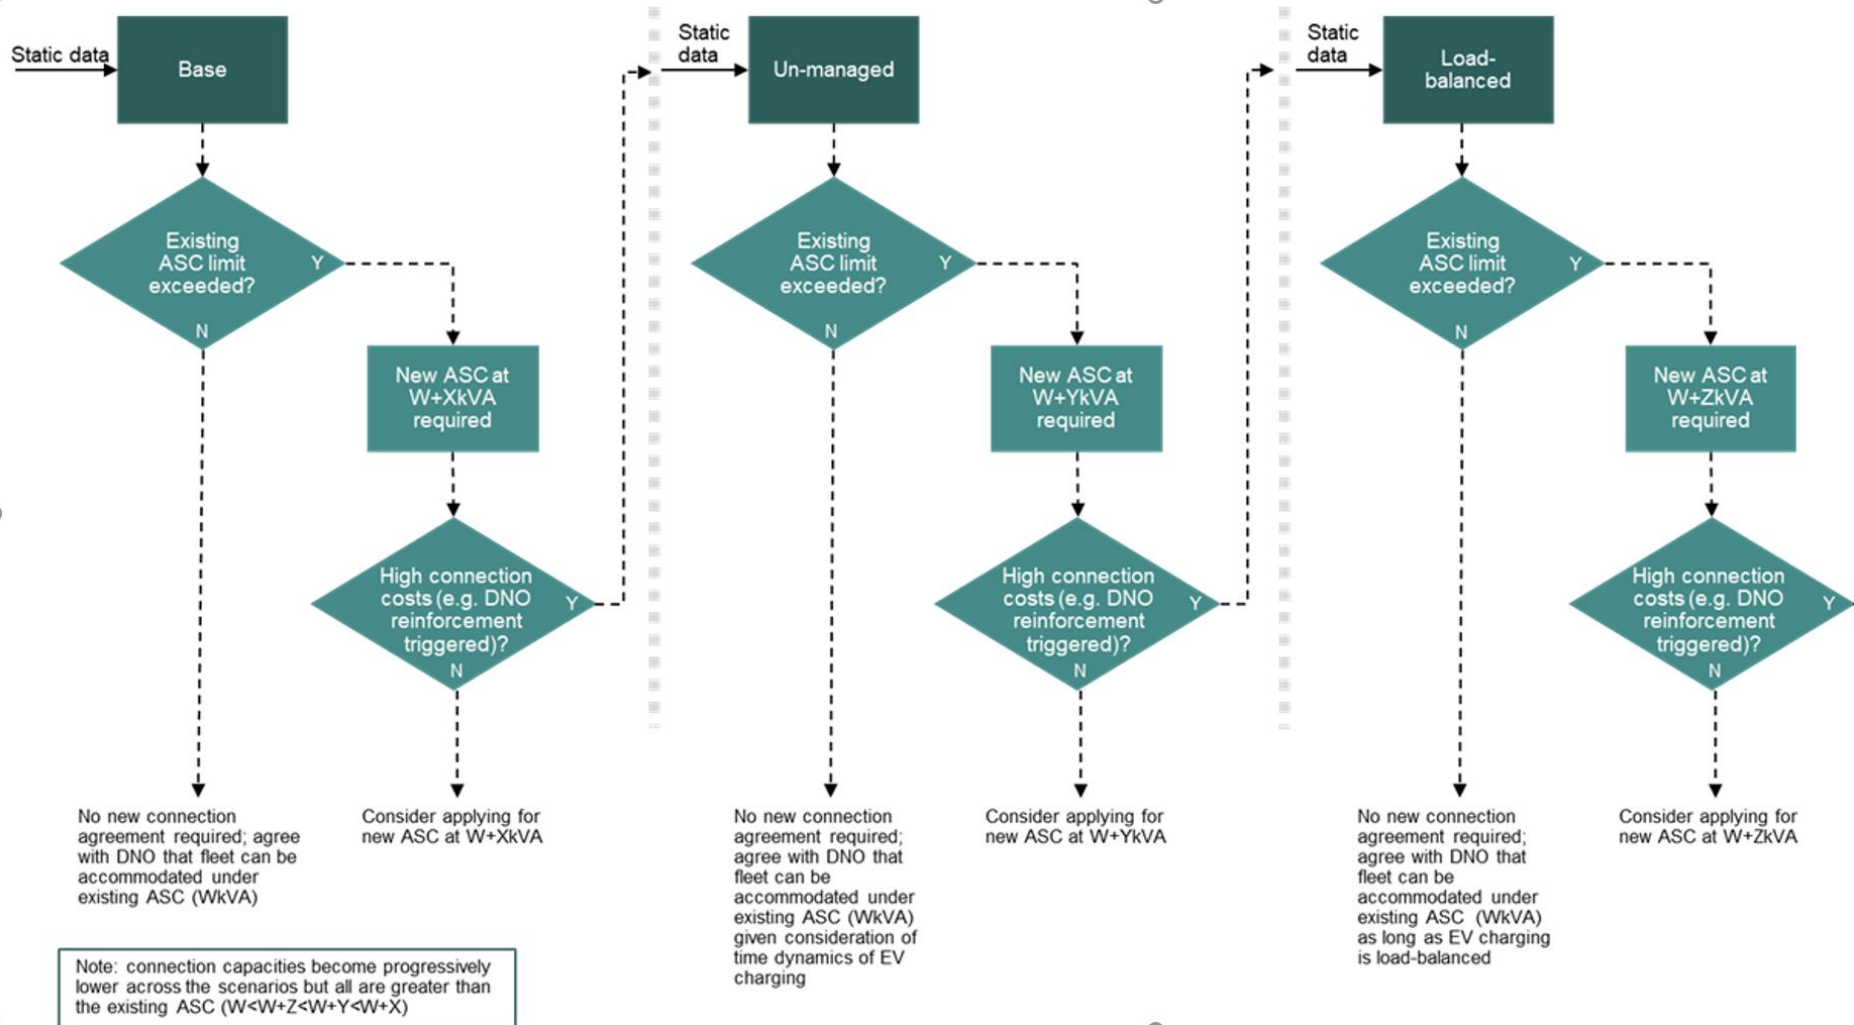 Static data
Base
Existing
ASC limit
exceeded?
Y
N
New ASC at
W+XkVA
required
High connection
costs (e.g. DNO
reinforcement
triggered)?
Y
N
No new connection
agreement required; agree
with DNO that fleet can be
accommodated under
existing ASC (WkVA)
Consider applying for
new ASC at W+XkVA
Note: connection capacities become progressively
lower across the scenarios but all are greater than
the existing ASC (W<W+Z<W+Y<W+X)
Static
data
Un-managed
Existing
ASC limit
exceeded?
Y
N
New ASC at
W+YkVA
required
High connection
costs (e.g. DNO
reinforcement
triggered)?
Y
N
No new connection
agreement required;
agree with DNO that
fleet can be
accommodated under
existing ASC (WkVA)
given consideration of
time dynamics of EV
charging
Consider applying for
new ASC at W+YkVA
Static
data
Load-
balanced
Existing
ASC limit
exceeded?
Y
N
New ASC at
W+ZkVA
required
High connection
costs (e.g. DNO
reinforcement
triggered)?
Y
N
No new connection
agreement required;
agree with DNO that
fleet can be
accommodated under
existing ASC (WkVA)
as long as EV charging
is load-balanced
Consider applying for
new ASC at W+ZkVA